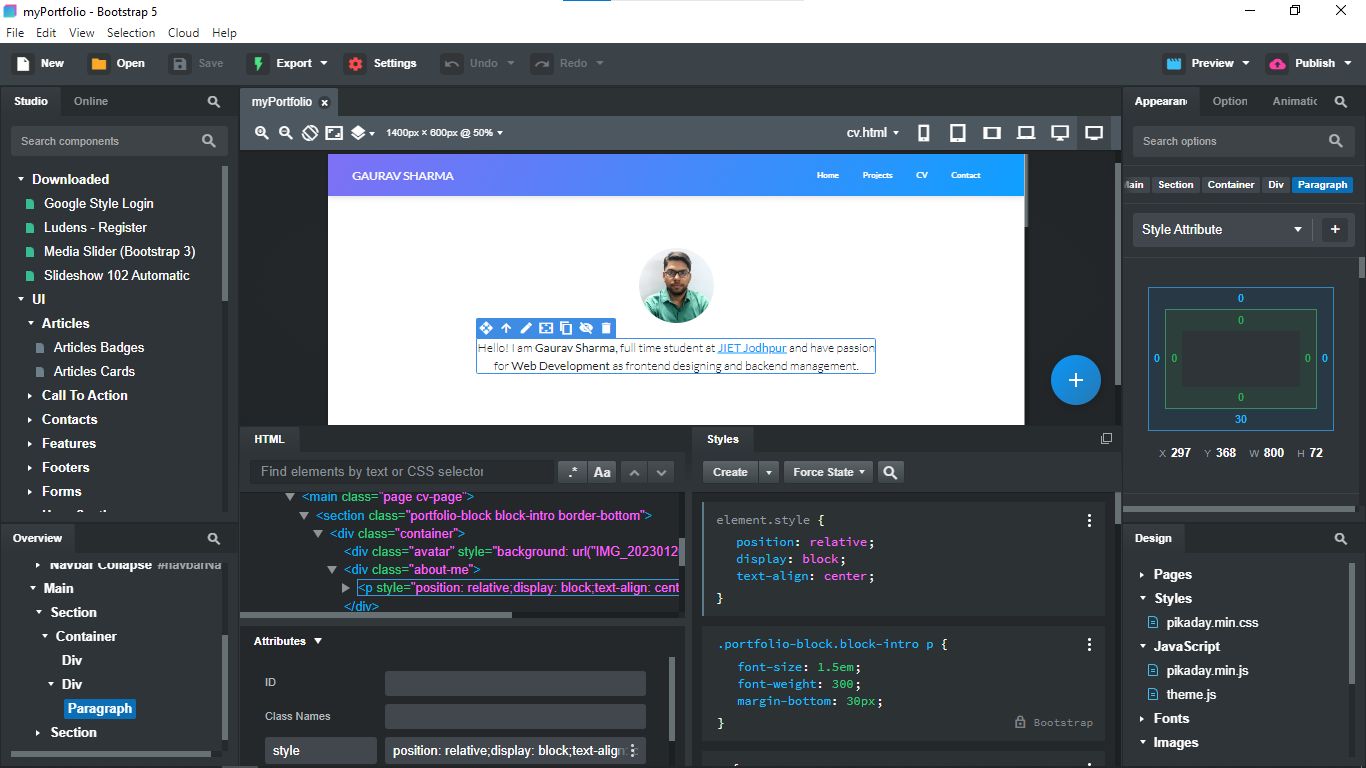 myPortfolio - Bootstrap 5
File Edit View Selection Cloud Help
New Open Save Export Settings Undo Redo Preview Publish
Studio Online
Search components
Downloaded
Google Style Login
Ludens - Register
Media Slider (Bootstrap 3)
Slideshow 102 Automatic
UI
Articles
Articles Badges
Articles Cards
Call To Action
Contacts
Features
Footers
Forms
Overview
Navbar Collapse #navbarNa
Main
Section
Container
Div
Div
Paragraph
Section
myPortfolio
1400px × 600px @ 50%
cv.html
GAURAV SHARMA
Home Projects CV Contact
Hello! I am Gaurav Sharma, full time student at JIET Jodhpur and have passion
for Web Development as frontend designing and backend management.
+
HTML
Find elements by text or CSS selector
.* Aa
<main class="page cv-page">
<section class="portfolio-block block-intro border-bottom">
<div class="container">
<div class="avatar" style="background: url("IMG_2023012
<div class="about-me">
<p style="position: relative;display: block;text-align: cent
</div>
Attributes
ID
Class Names
style
position: relative;display: block;text-align:
Styles
Create Force State
element.style {
position: relative;
display: block;
text-align: center;
}
.portfolio-block.block-intro p {
font-size: 1.5em;
font-weight: 300;
margin-bottom: 30px;
}
Bootstrap
Appearan Option Animatic
Search options
lain Section Container Div Paragraph
Style Attribute +
0
0
0 0 0 0
0
30
X 297 Y 368 W 800 H 72
Design
Pages
Styles
pikaday.min.css
JavaScript
pikaday.min.js
theme.js
Fonts
Images